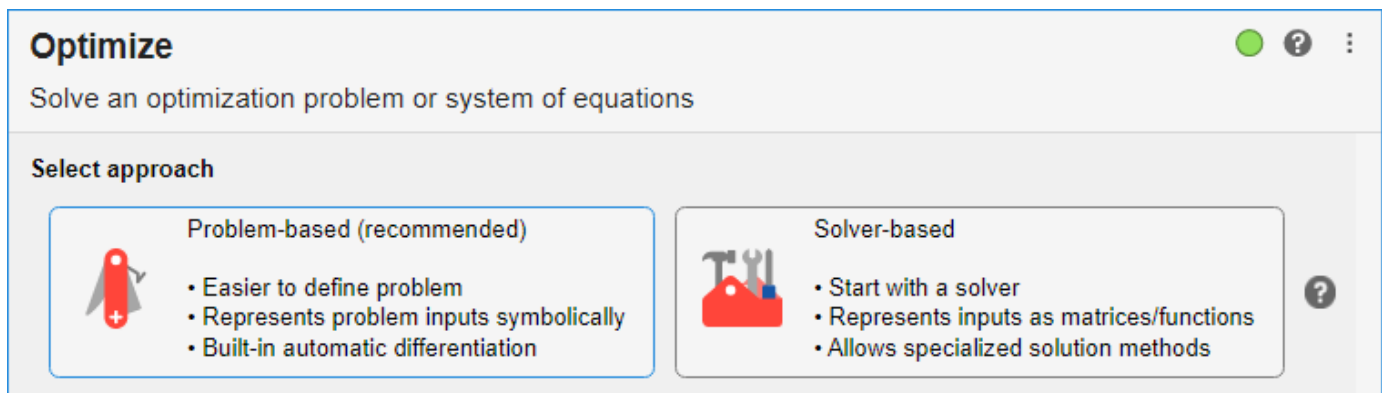 Optimize
Solve an optimization problem or system of equations
Select approach
Problem-based (recommended)
• Easier to define problem
• Represents problem inputs symbolically
• Built-in automatic differentiation
Solver-based
• Start with a solver
• Represents inputs as matrices/functions
• Allows specialized solution methods